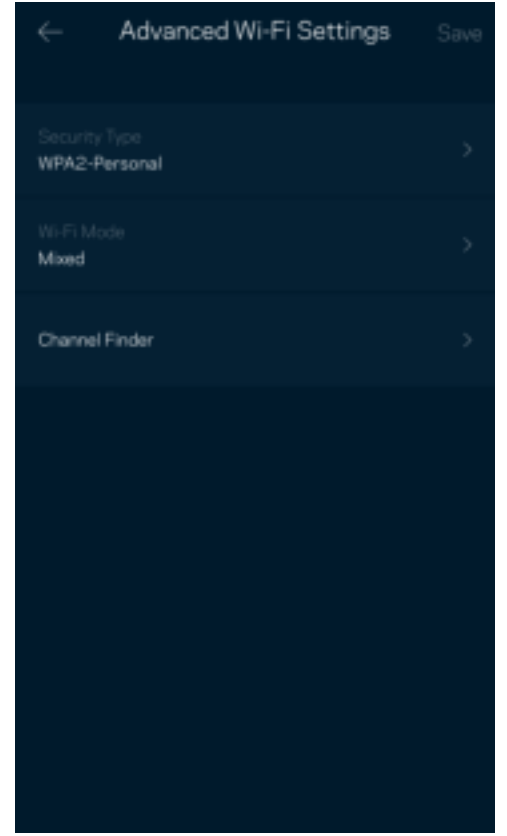 Advanced Wi-Fi Settings Save
Security Type
WPA2-Personal
Wi-Fi Mode
Mixed
Channel Finder